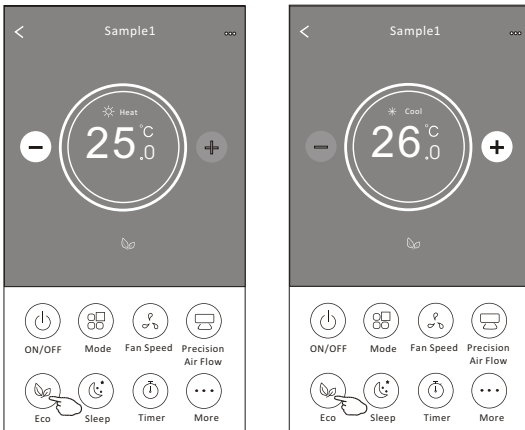 Sample1
Heat
25.0 °C
ON/OFF Mode Fan Speed Precision Air Flow
Eco Sleep Timer More
Sample1
Cool
26.0 °C
ON/OFF Mode Fan Speed Precision Air Flow
Eco Sleep Timer More